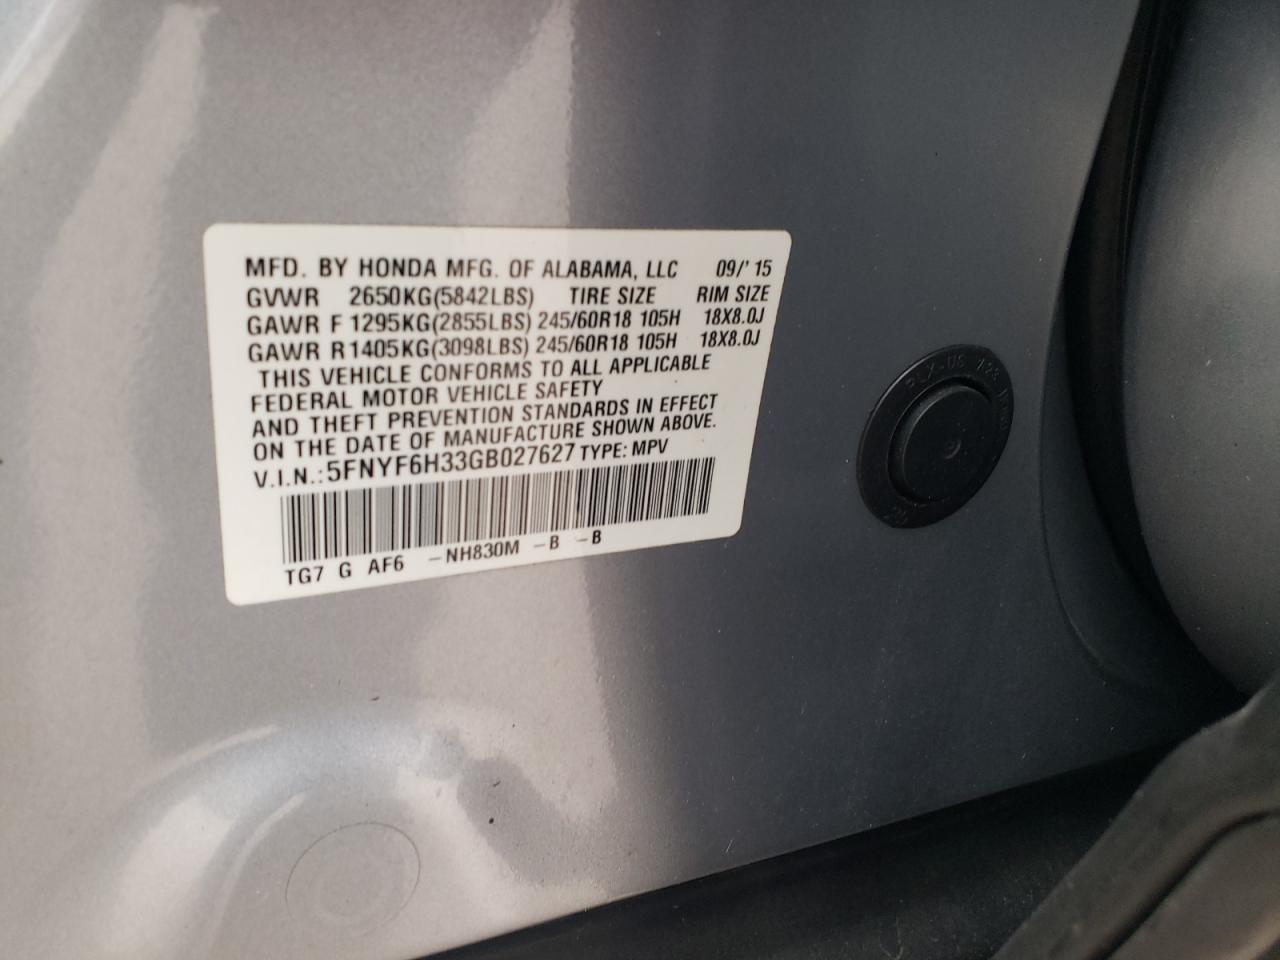 MFD. BY HONDA MFG. OF ALABAMA, LLC 09/'15
GVWR 2650KG(5842LBS) TIRE SIZE RIM SIZE
GAWR F 1295KG(2855LBS) 245/60R18 105H 18X8.0J
GAWR R1405KG(3098LBS) 245/60R18 105H 18X8.0J
THIS VEHICLE CONFORMS TO ALL APPLICABLE
FEDERAL MOTOR VEHICLE SAFETY
AND THEFT PREVENTION STANDARDS IN EFFECT
ON THE DATE OF MANUFACTURE SHOWN ABOVE.
V.I.N.: 5FNYF6H33GB027627 TYPE: MPV
TG7 G AF6 -NH830M -B -B